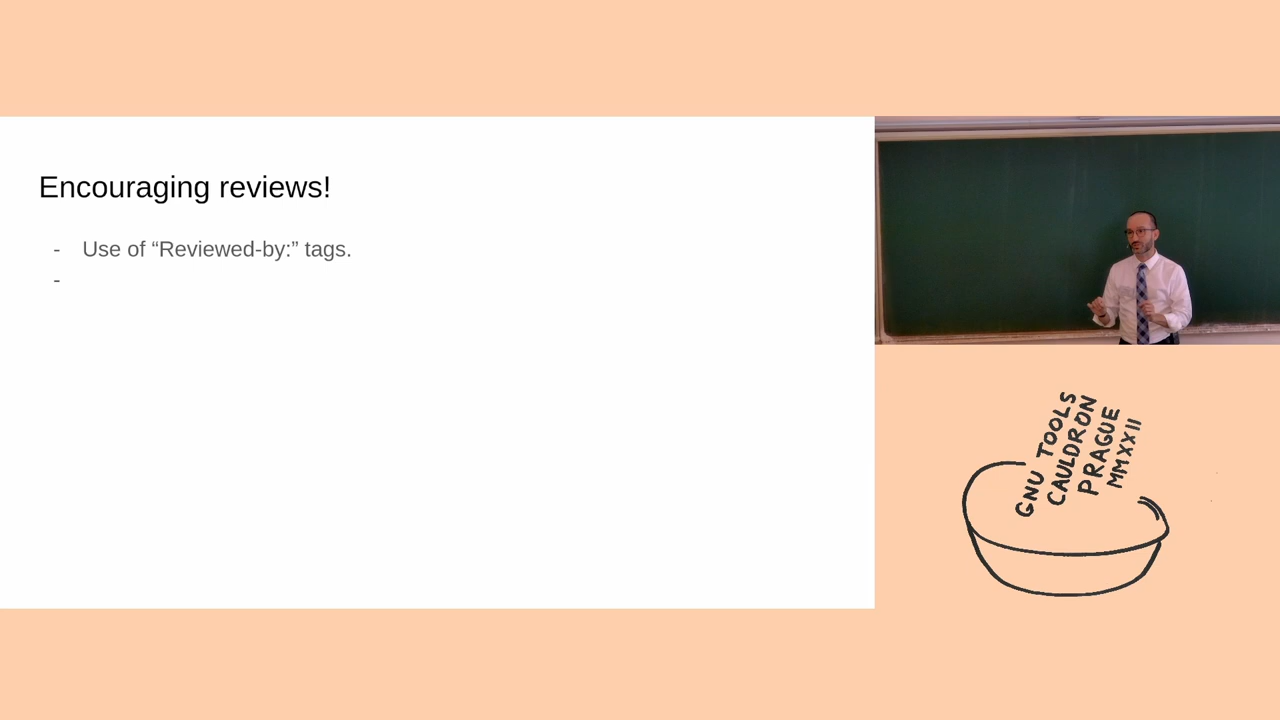 Encouraging reviews!
- Use of “Reviewed-by:” tags.
-
GNU TOOLS
CAULDRON
PRAGUE
MMXXII